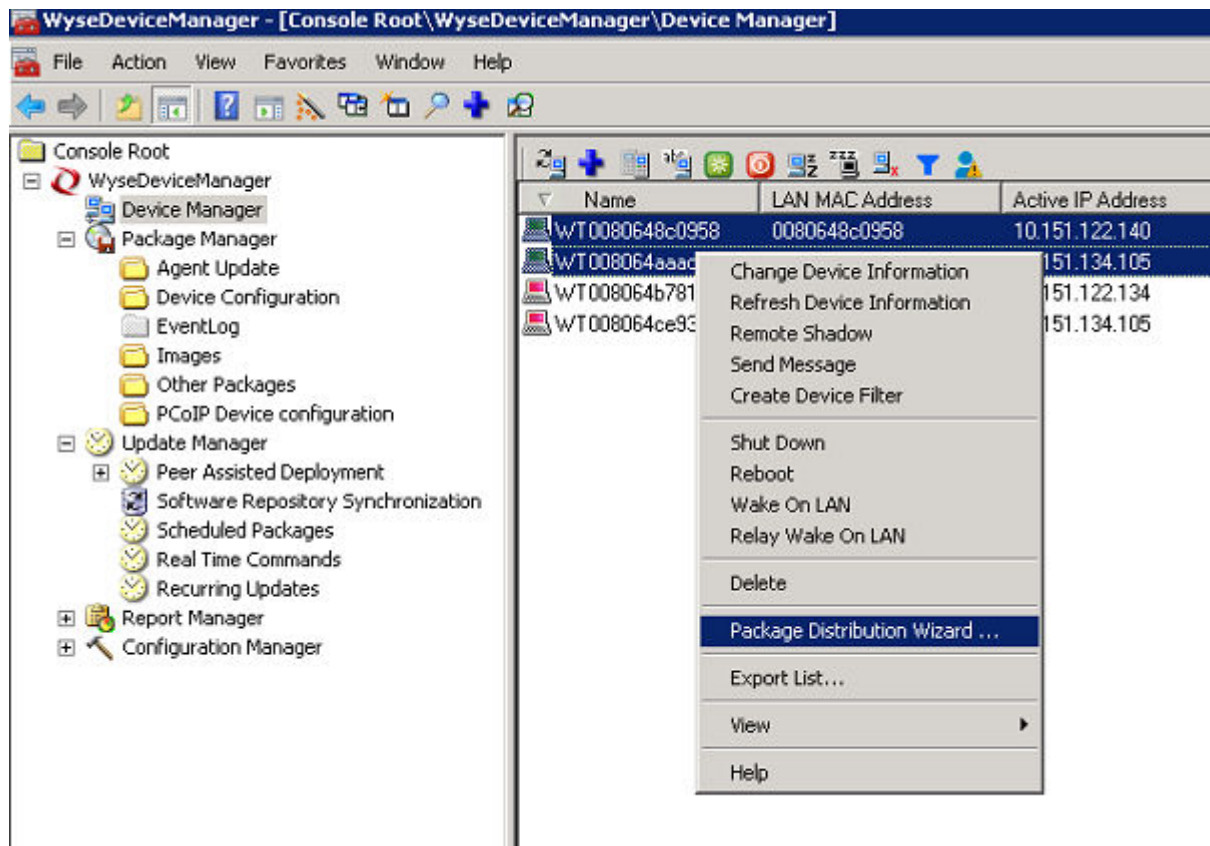 WyseDeviceManager - [Console Root\WyseDeviceManager\Device Manager]
File Action View Favorites Window Help
Console Root
WyseDeviceManager
Device Manager
Package Manager
Agent Update
Device Configuration
EventLog
Images
Other Packages
PCoIP Device configuration
Update Manager
Peer Assisted Deployment
Software Repository Synchronization
Scheduled Packages
Real Time Commands
Recurring Updates
Report Manager
Configuration Manager
Name LAN MAC Address Active IP Address
WT0080648c0958 0080648c0958 10.151.122.140
WT008064aaac 151.134.105
WT008064b781 151.122.134
WT008064ce93 151.134.105
Change Device Information
Refresh Device Information
Remote Shadow
Send Message
Create Device Filter
Shut Down
Reboot
Wake On LAN
Relay Wake On LAN
Delete
Package Distribution Wizard ...
Export List...
View
Help